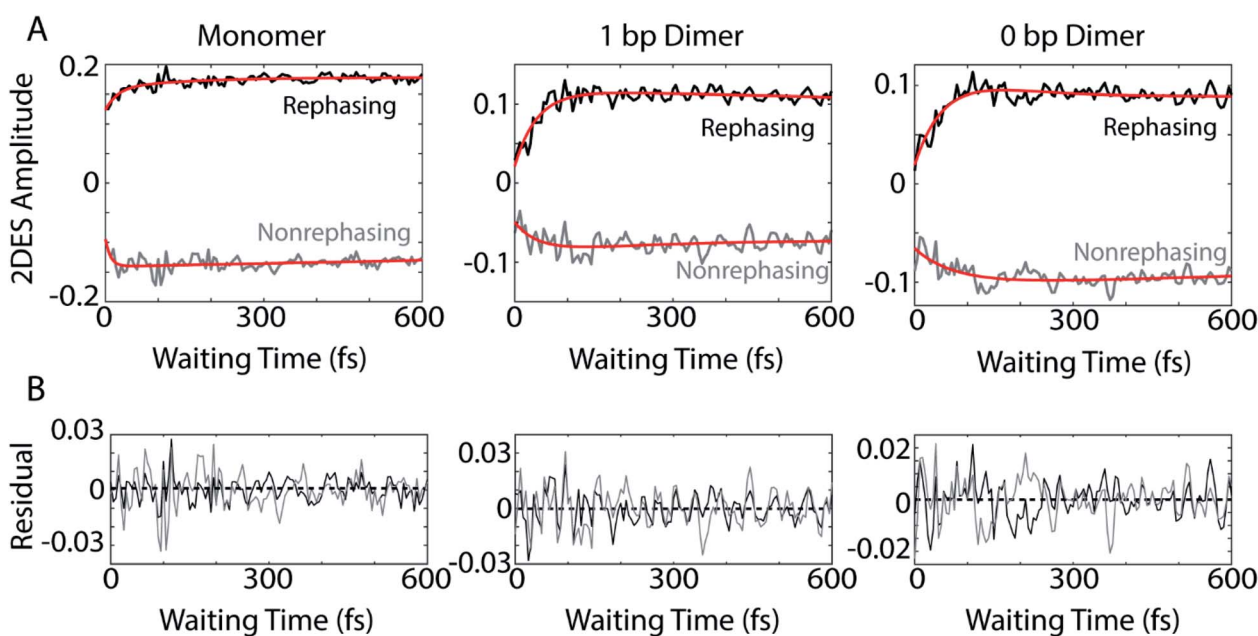 A
Monomer
1 bp Dimer
0 bp Dimer
2DES Amplitude
0.2
0
-0.2
Rephasing
Nonrephasing
0.1
0
-0.1
Rephasing
Nonrephasing
0.1
0
-0.1
Rephasing
Nonrephasing
0 300 600
0 300 600
0 300 600
Waiting Time (fs)
Waiting Time (fs)
Waiting Time (fs)
B
Residual
0.03
0
-0.03
0.03
0
-0.03
0.02
0
-0.02
0 300 600
0 300 600
0 300 600
Waiting Time (fs)
Waiting Time (fs)
Waiting Time (fs)